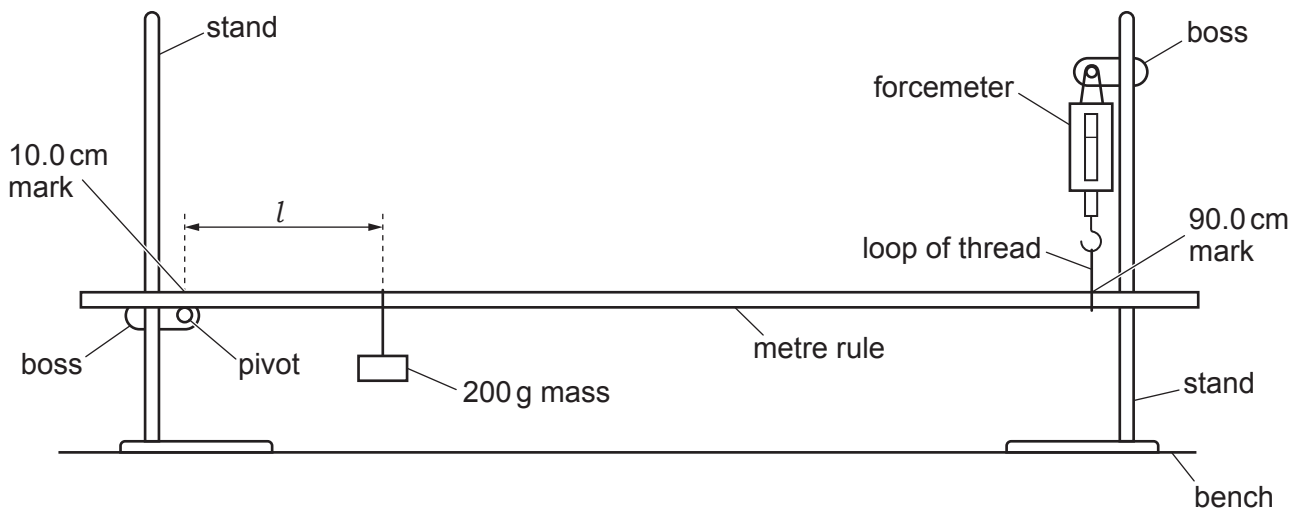 stand
boss
forcemeter
10.0 cm
mark
l
loop of thread
90.0 cm
mark
boss
pivot
200 g mass
metre rule
stand
bench